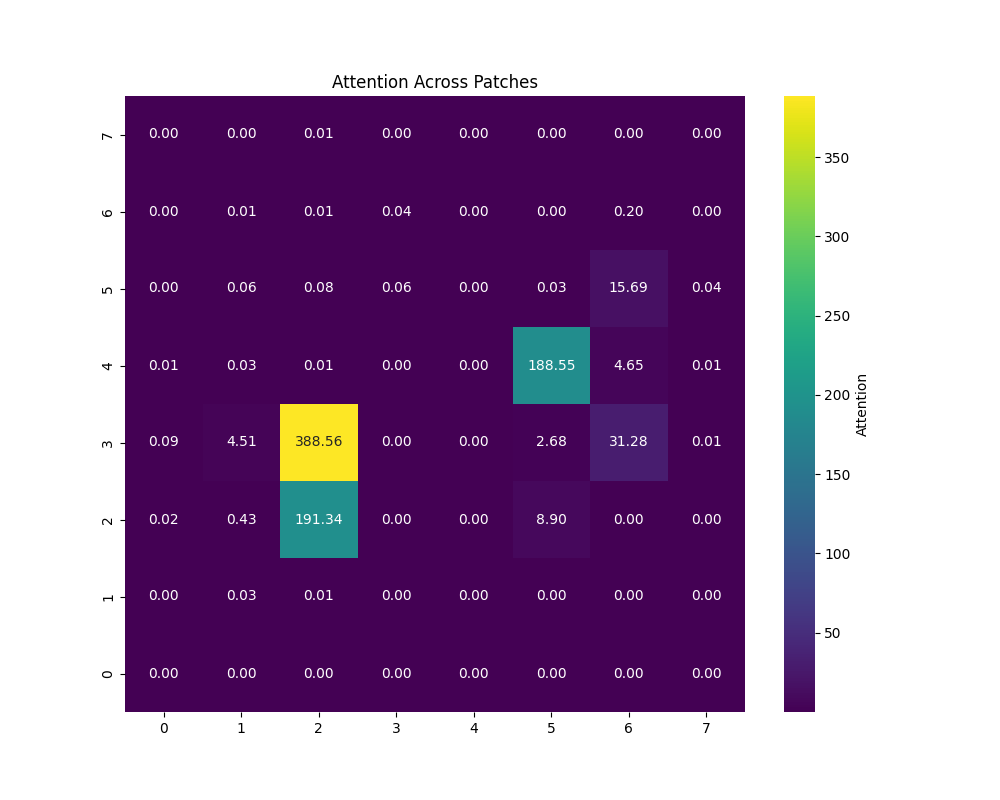 Attention Across Patches
7 0.00 0.00 0.01 0.00 0.00 0.00 0.00 0.00
6 0.00 0.01 0.01 0.04 0.00 0.00 0.20 0.00
5 0.00 0.06 0.08 0.06 0.00 0.03 15.69 0.04
4 0.01 0.03 0.01 0.00 0.00 188.55 4.65 0.01
3 0.09 4.51 388.56 0.00 0.00 2.68 31.28 0.01
2 0.02 0.43 191.34 0.00 0.00 8.90 0.00 0.00
1 0.00 0.03 0.01 0.00 0.00 0.00 0.00 0.00
0 0.00 0.00 0.00 0.00 0.00 0.00 0.00 0.00
0 1 2 3 4 5 6 7
350
300
250
200
150
100
50
Attention